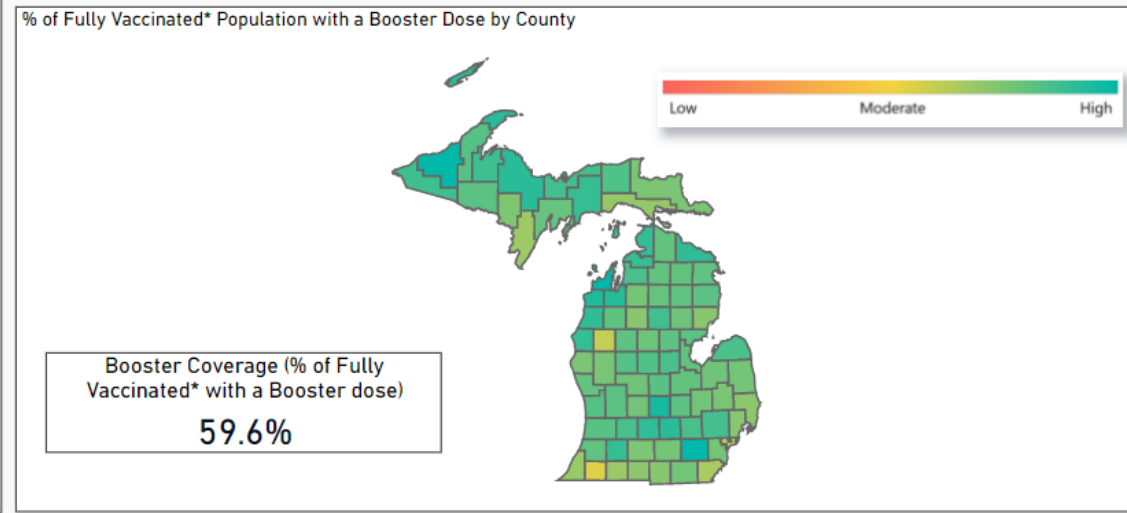 % of Fully Vaccinated* Population with a Booster Dose by County
Low Moderate High
Booster Coverage (% of Fully
Vaccinated* with a Booster dose)
59.6%